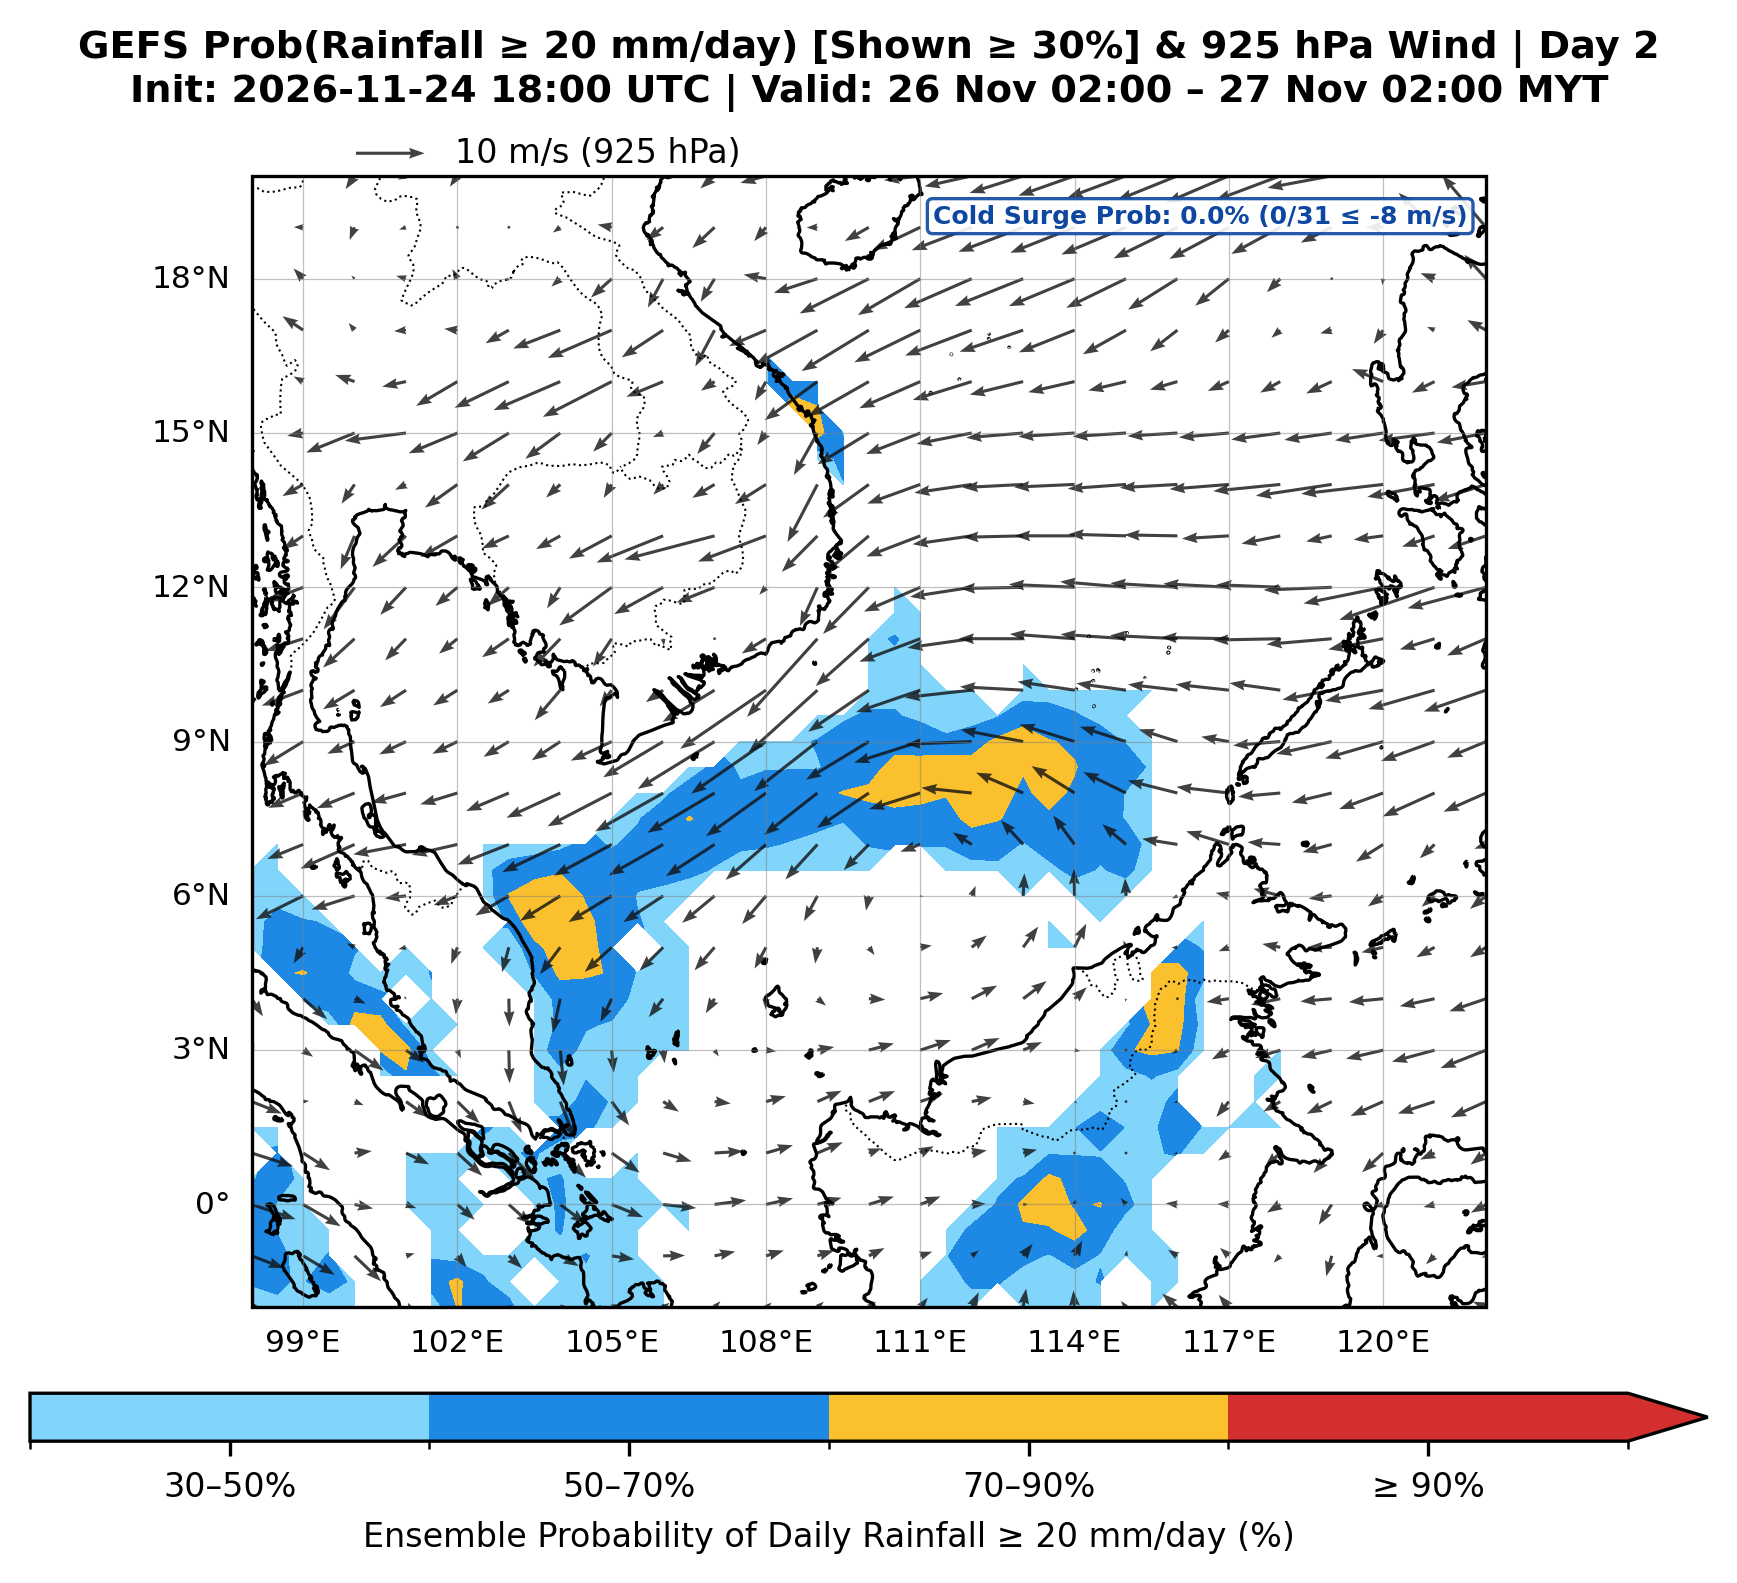 GEFS Prob(Rainfall ≥ 20 mm/day) [Shown ≥ 30%] & 925 hPa Wind | Day 2
Init: 2026-11-24 18:00 UTC | Valid: 26 Nov 02:00 – 27 Nov 02:00 MYT
10 m/s (925 hPa)
Cold Surge Prob: 0.0% (0/31 ≤ -8 m/s)
18°N
15°N
12°N
9°N
6°N
3°N
0°
99°E 102°E 105°E 108°E 111°E 114°E 117°E 120°E
30–50% 50–70% 70–90% ≥ 90%
Ensemble Probability of Daily Rainfall ≥ 20 mm/day (%)